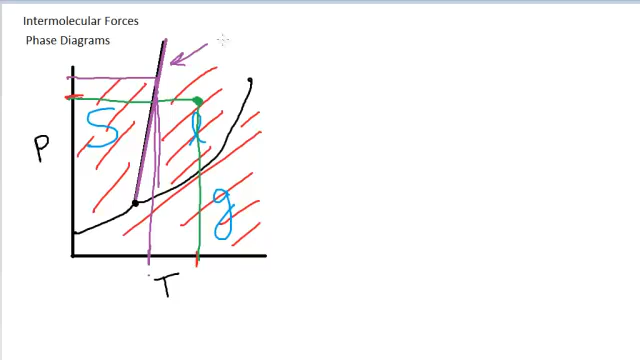 Intermolecular Forces
Phase Diagrams
S
l
P
g
T